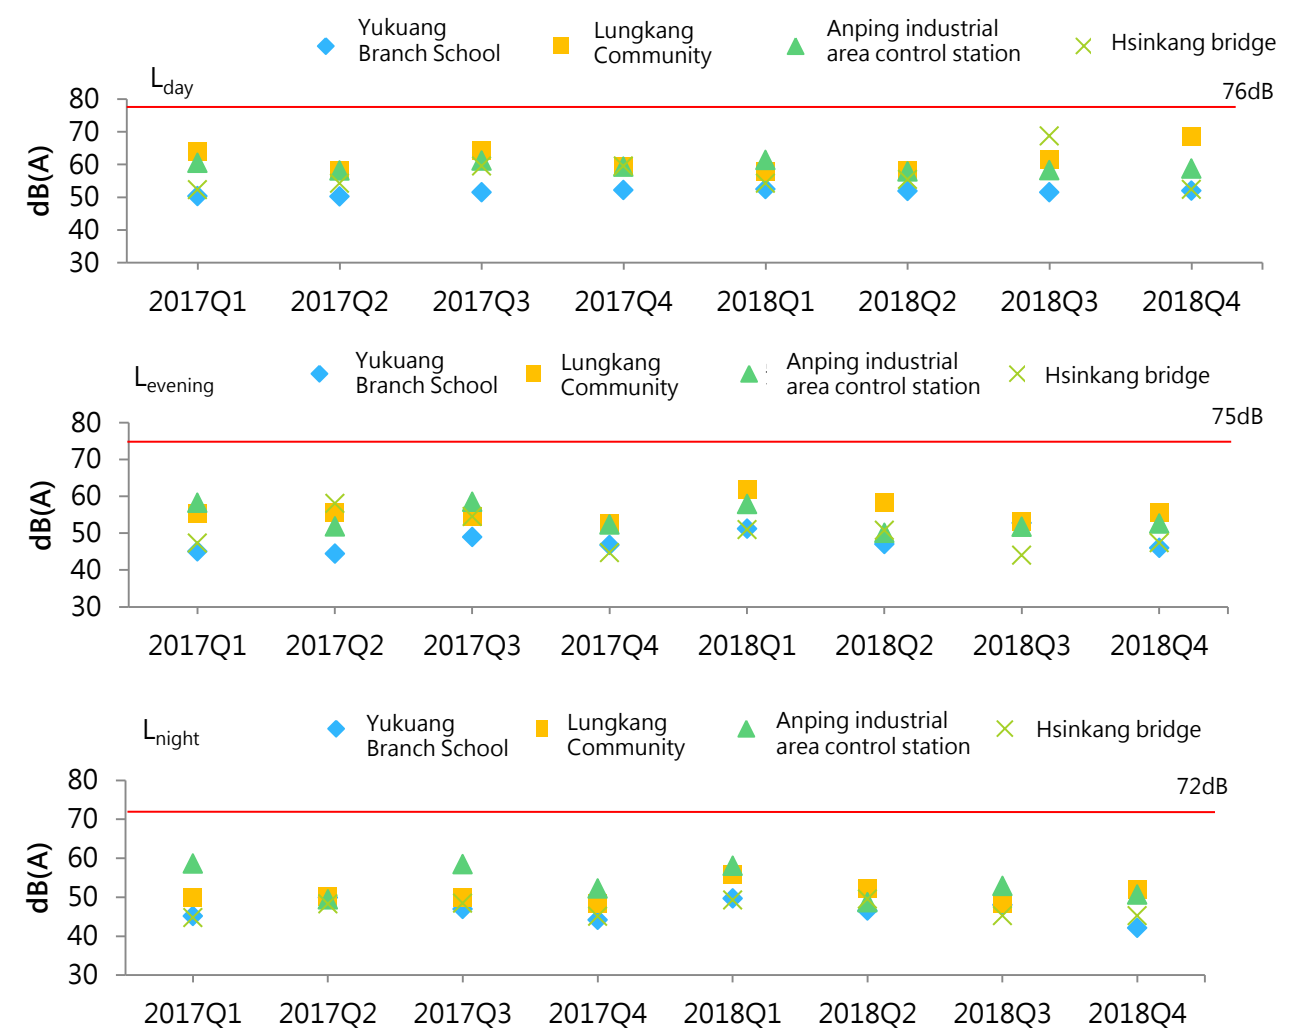 Yukuang
Branch School
Lungkang
Community
Anping industrial
area control station
Hsinkang bridge
Lday
76dB
80
70
60
50
40
30
dB(A)
2017Q1 2017Q2 2017Q3 2017Q4 2018Q1 2018Q2 2018Q3 2018Q4
Levening
Yukuang
Branch School
Lungkang
Community
Anping industrial
area control station
Hsinkang bridge
75dB
80
70
60
50
40
30
dB(A)
2017Q1 2017Q2 2017Q3 2017Q4 2018Q1 2018Q2 2018Q3 2018Q4
Lnight
Yukuang
Branch School
Lungkang
Community
Anping industrial
area control station
Hsinkang bridge
72dB
80
70
60
50
40
30
dB(A)
2017Q1 2017Q2 2017Q3 2017Q4 2018Q1 2018Q2 2018Q3 2018Q4